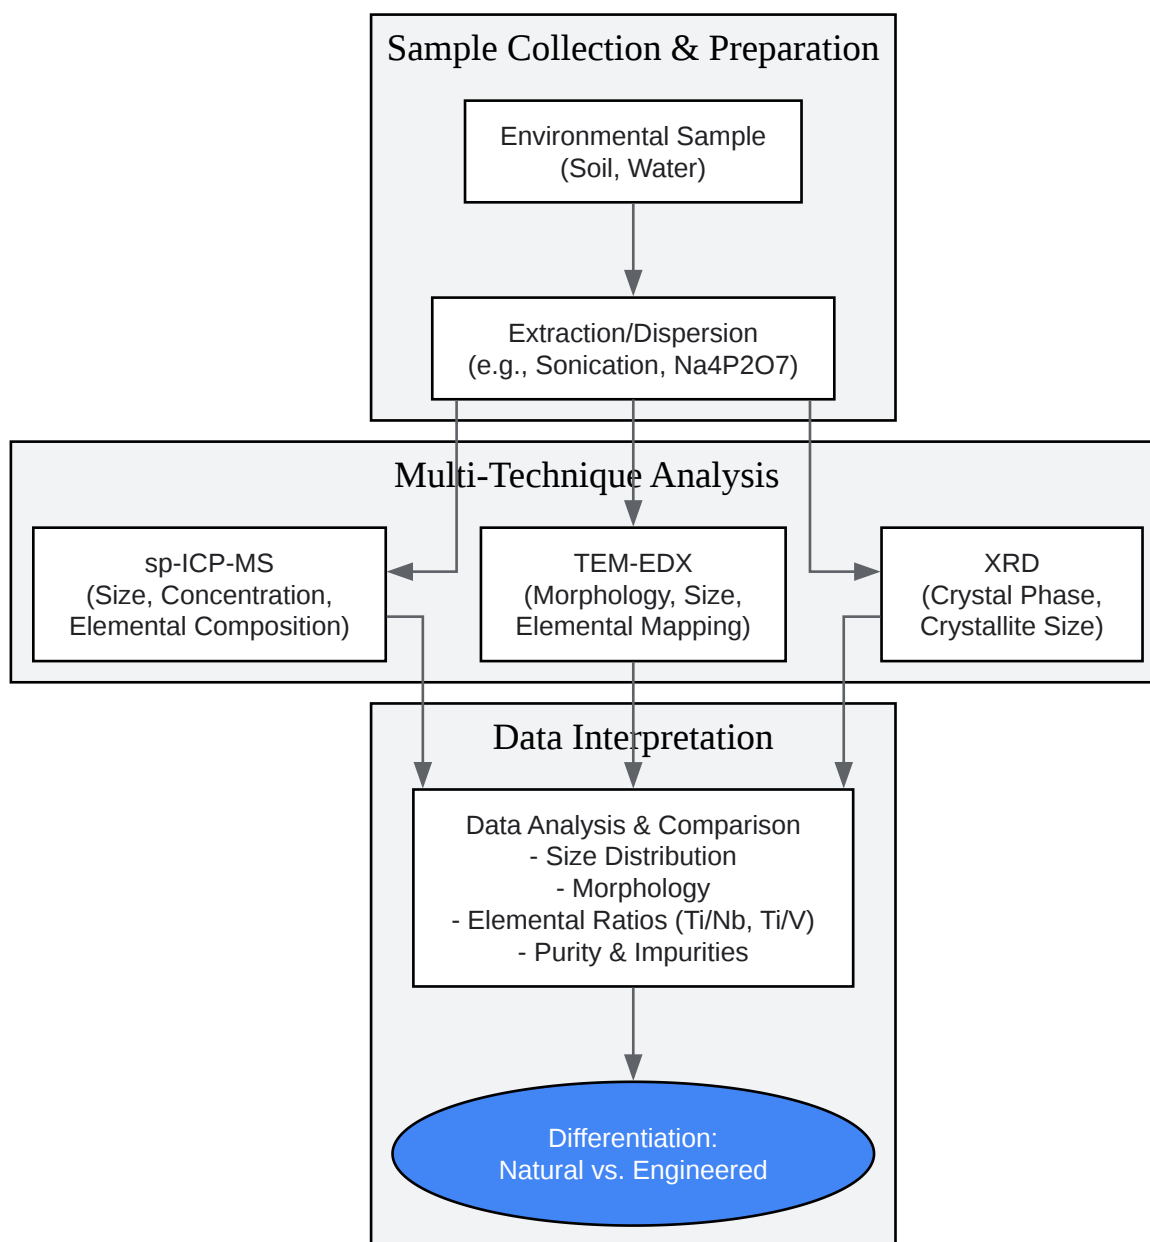 Sample Collection & Preparation
Environmental Sample
(Soil, Water)
Extraction/Dispersion
(e.g., Sonication, Na4P2O7)
Multi-Technique Analysis
sp-ICP-MS
(Size, Concentration,
Elemental Composition)
TEM-EDX
(Morphology, Size,
Elemental Mapping)
XRD
(Crystal Phase,
Crystallite Size)
Data Interpretation
Data Analysis & Comparison
- Size Distribution
- Morphology
- Elemental Ratios (Ti/Nb, Ti/V)
- Purity & Impurities
Differentiation:
Natural vs. Engineered